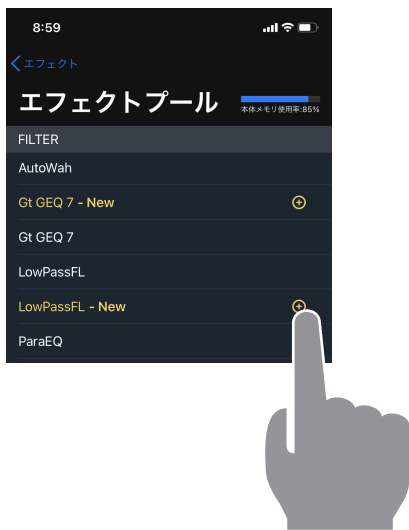 8:59
エフェクト
エフェクトプール
本体メモリ使用率:85%
FILTER
AutoWah
Gt GEQ 7 - New
Gt GEQ 7
LowPassFL
LowPassFL - New
ParaEQ